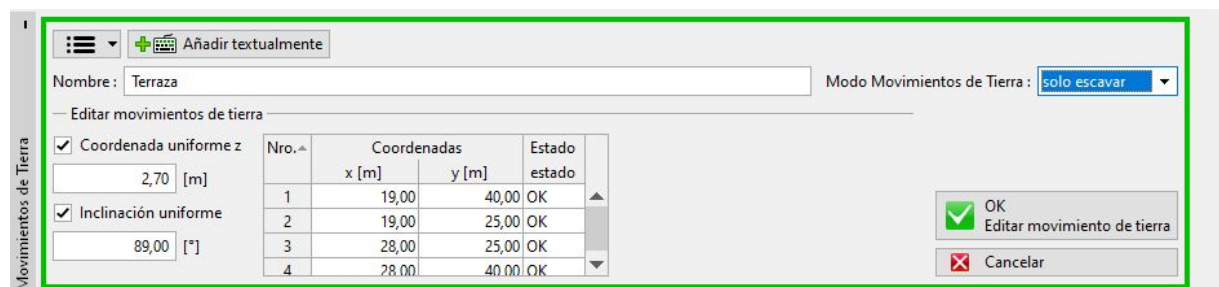 Añadir textualmente
Nombre : Terraza Modo Movimientos de Tierra : solo escavar
Editar movimientos de tierra
Movimientos de Tierra
Coordenada uniforme z
2,70 [m]
Inclinación uniforme
89,00 [°]
Nro. Coordenadas Estado
x [m] y [m] estado
1 19,00 40,00 OK
2 19,00 25,00 OK
3 28,00 25,00 OK
4 28,00 40,00 OK
OK
Editar movimiento de tierra
Cancelar